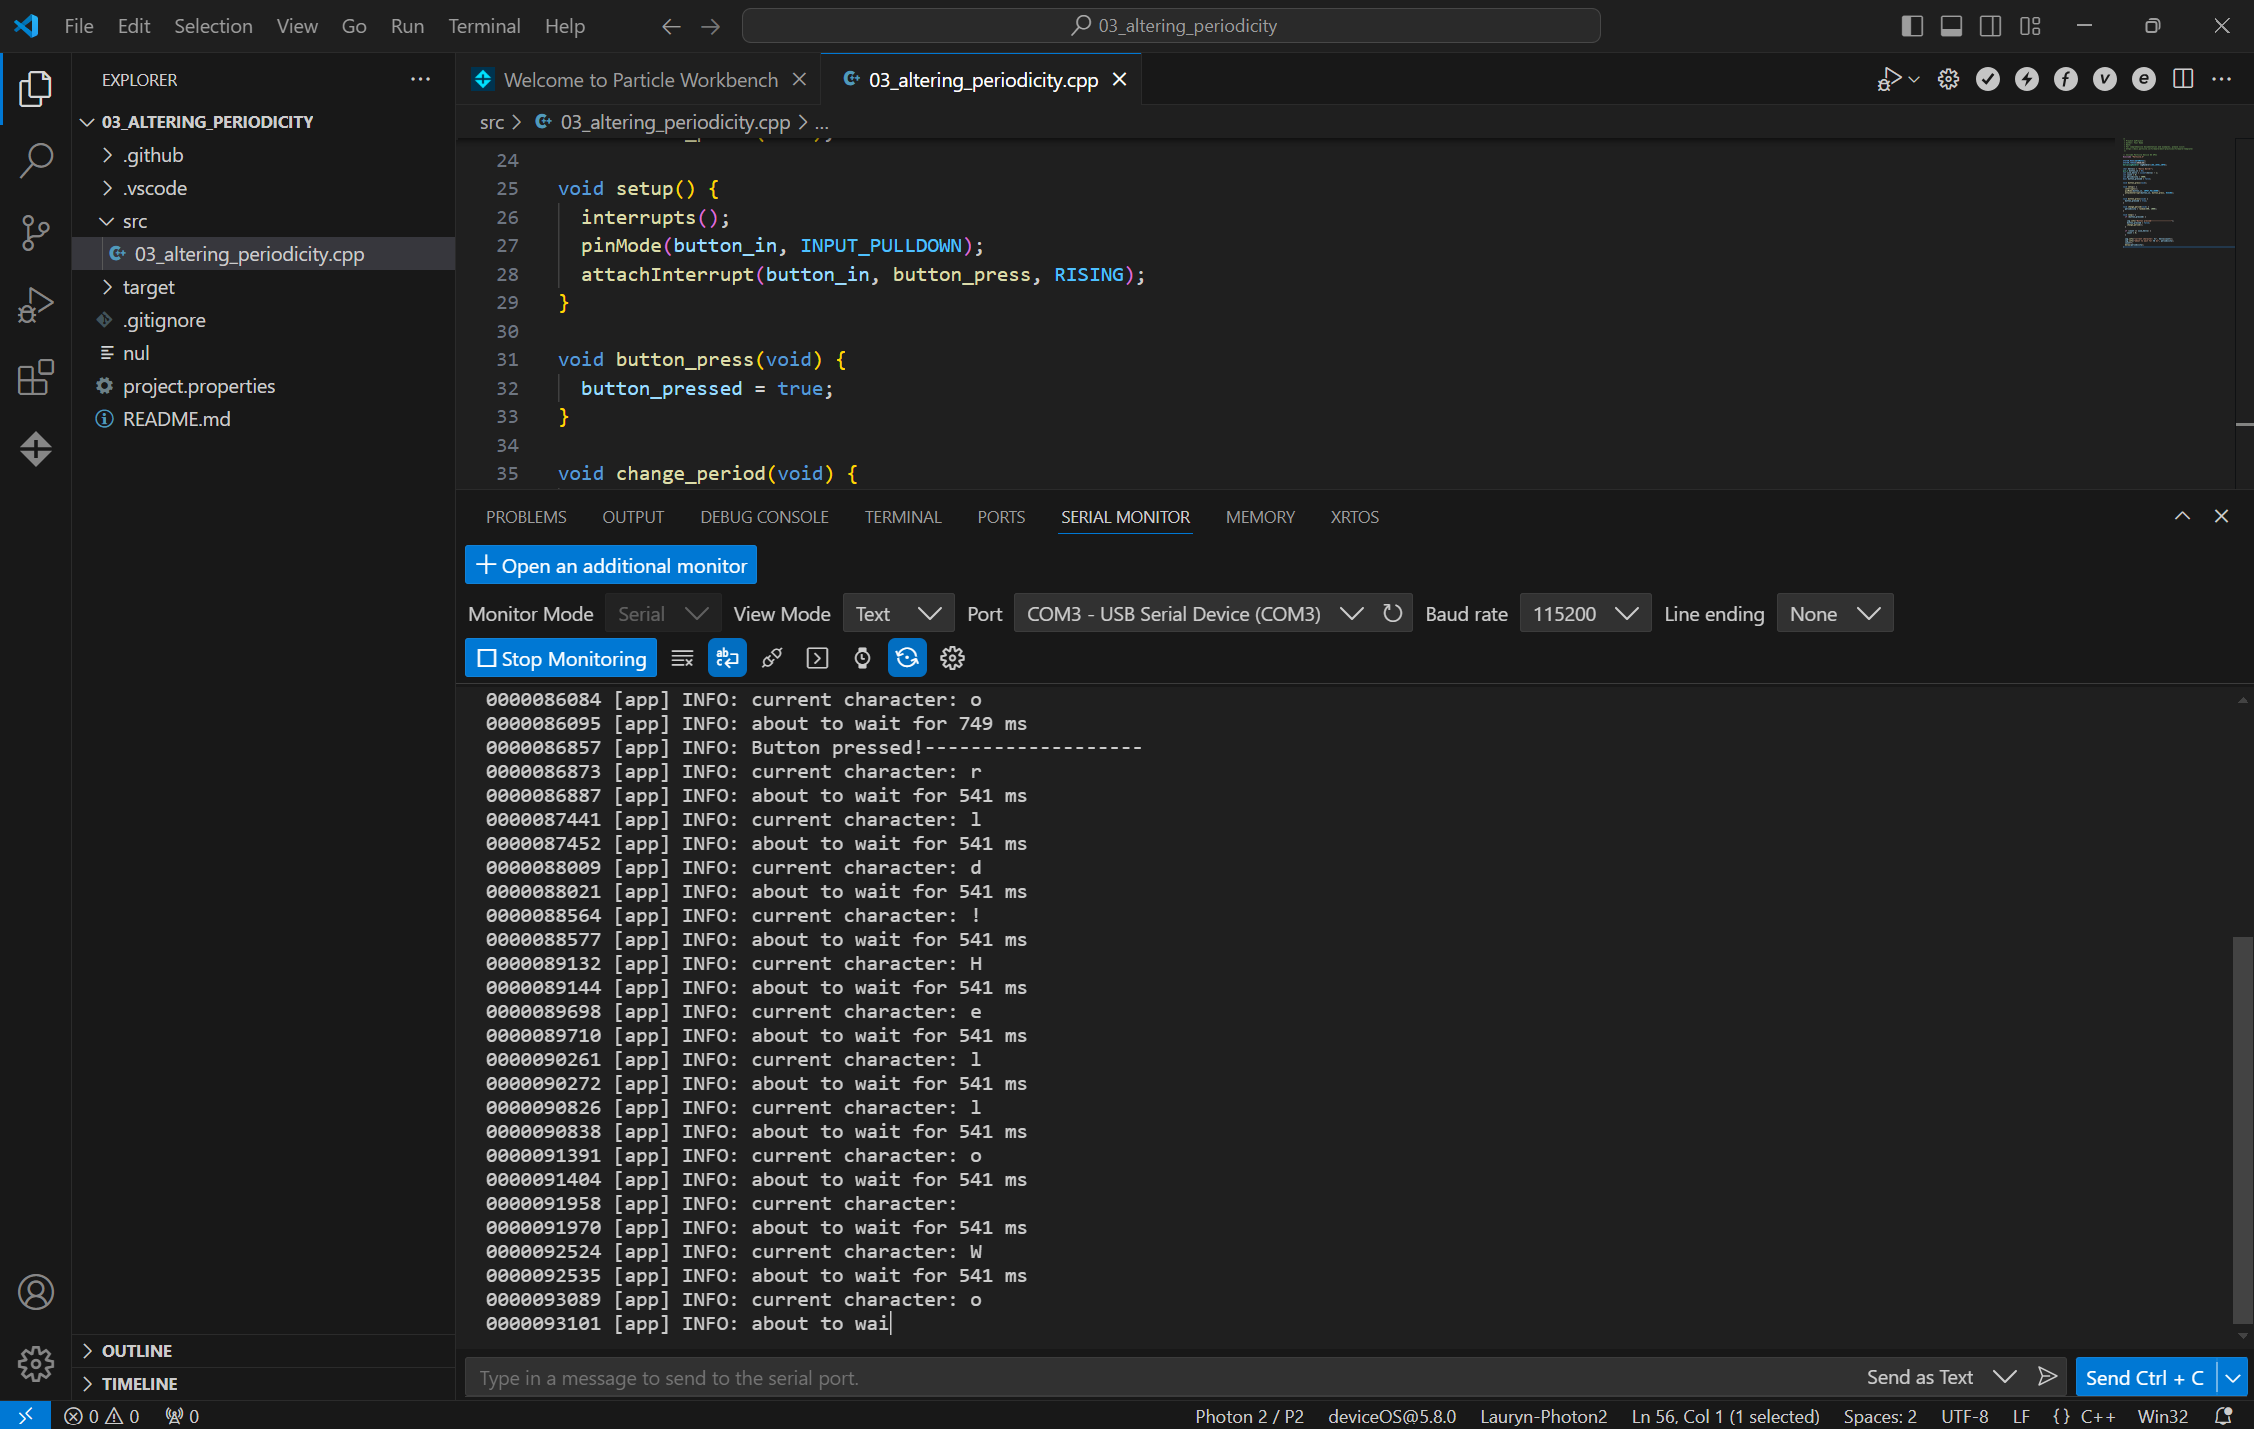 File Edit Selection View Go Run Terminal Help
03_altering_periodicity
EXPLORER
03_ALTERING_PERIODICITY
.github
.vscode
src
03_altering_periodicity.cpp
target
.gitignore
nul
project.properties
README.md
OUTLINE
TIMELINE
Welcome to Particle Workbench
03_altering_periodicity.cpp
src > 03_altering_periodicity.cpp > ...
24
25 void setup() {
26 interrupts();
27 pinMode(button_in, INPUT_PULLDOWN);
28 attachInterrupt(button_in, button_press, RISING);
29 }
30
31 void button_press(void) {
32 button_pressed = true;
33 }
34
35 void change_period(void) {
PROBLEMS OUTPUT DEBUG CONSOLE TERMINAL PORTS SERIAL MONITOR MEMORY XRTOS
Open an additional monitor
Monitor Mode Serial View Mode Text Port COM3 - USB Serial Device (COM3) Baud rate 115200 Line ending None
Stop Monitoring
0000086084 [app] INFO: current character: o
0000086095 [app] INFO: about to wait for 749 ms
0000086857 [app] INFO: Button pressed!-------------------
0000086873 [app] INFO: current character: r
0000086887 [app] INFO: about to wait for 541 ms
0000087441 [app] INFO: current character: l
0000087452 [app] INFO: about to wait for 541 ms
0000088009 [app] INFO: current character: d
0000088021 [app] INFO: about to wait for 541 ms
0000088564 [app] INFO: current character: !
0000088577 [app] INFO: about to wait for 541 ms
0000089132 [app] INFO: current character: H
0000089144 [app] INFO: about to wait for 541 ms
0000089698 [app] INFO: current character: e
0000089710 [app] INFO: about to wait for 541 ms
0000090261 [app] INFO: current character: l
0000090272 [app] INFO: about to wait for 541 ms
0000090826 [app] INFO: current character: l
0000090838 [app] INFO: about to wait for 541 ms
0000091391 [app] INFO: current character: o
0000091404 [app] INFO: about to wait for 541 ms
0000091958 [app] INFO: current character:
0000091970 [app] INFO: about to wait for 541 ms
0000092524 [app] INFO: current character: W
0000092535 [app] INFO: about to wait for 541 ms
0000093089 [app] INFO: current character: o
0000093101 [app] INFO: about to wai
Type in a message to send to the serial port. Send as Text Send Ctrl + C
0 0 0 Photon 2 / P2 deviceOS@5.8.0 Lauryn-Photon2 Ln 56, Col 1 (1 selected) Spaces: 2 UTF-8 LF {} C++ Win32